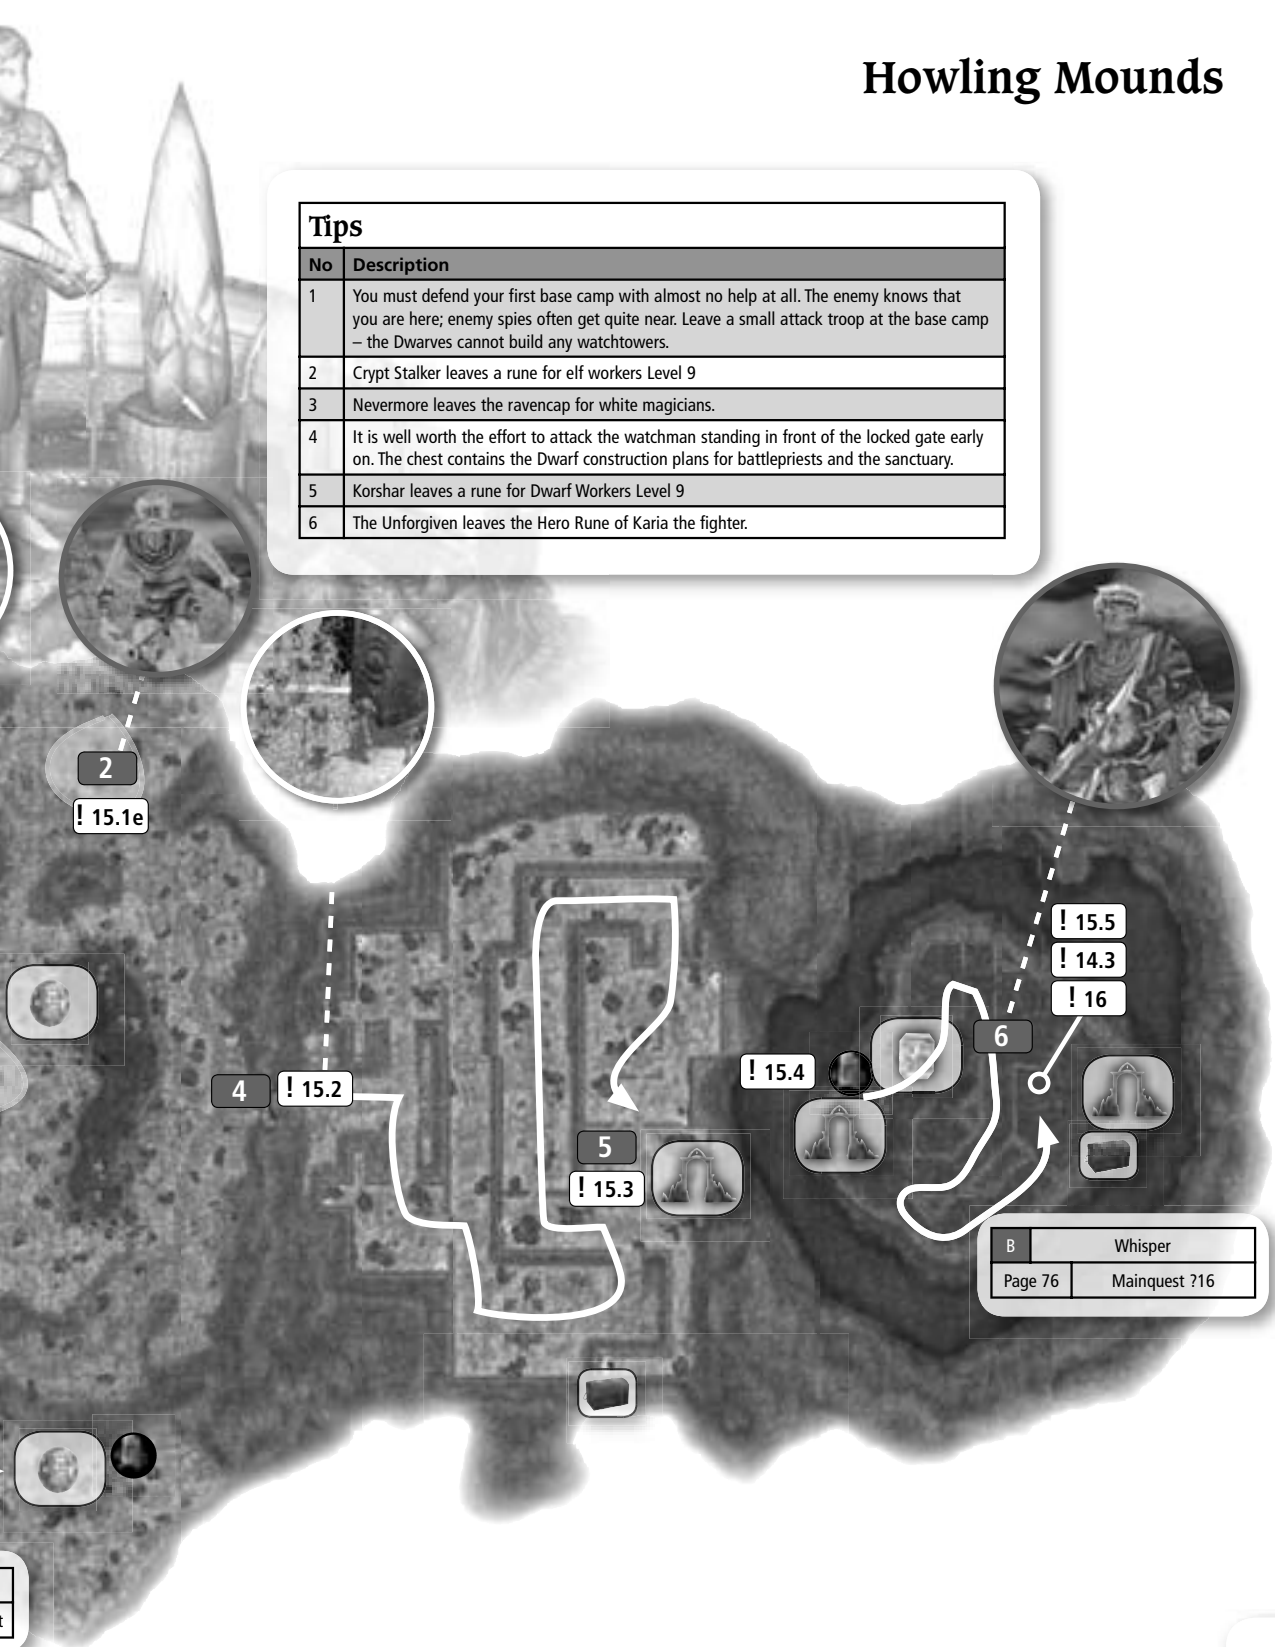 Howling Mounds
Tips
No Description
1 You must defend your first base camp with almost no help at all. The enemy knows that
you are here; enemy spies often get quite near. Leave a small attack troop at the base camp
– the Dwarves cannot build any watchtowers.
2 Crypt Stalker leaves a rune for elf workers Level 9
3 Nevermore leaves the ravencap for white magicians.
4 It is well worth the effort to attack the watchman standing in front of the locked gate early
on. The chest contains the Dwarf construction plans for battlepriests and the sanctuary.
5 Korshar leaves a rune for Dwarf Workers Level 9
6 The Unforgiven leaves the Hero Rune of Karia the fighter.
2
! 15.1e
! 15.5
! 14.3
! 16
6
! 15.4
4 ! 15.2
5
! 15.3
B Whisper
Page 76 Mainquest ?16
t